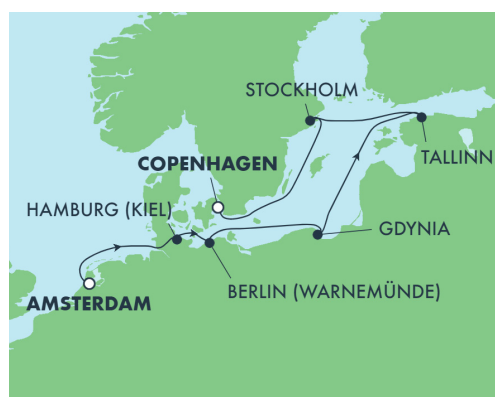 STOCKHOLM
TALLINN
COPENHAGEN
HAMBURG (KIEL)
GDYNIA
BERLIN (WARNEMÜNDE)
AMSTERDAM